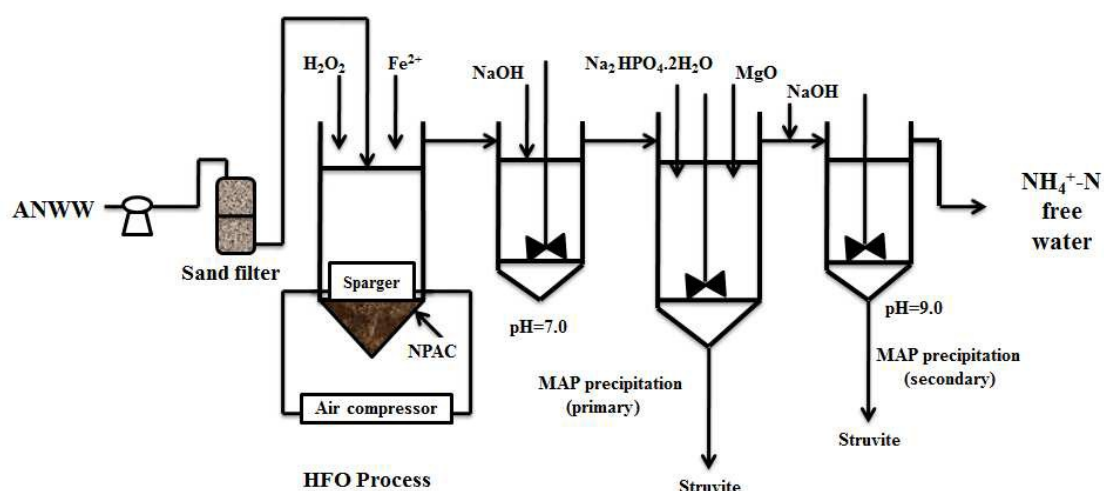 H₂O₂
Fe²⁺
NaOH
Na₂HPO₄.2H₂O
MgO
NaOH
ANWW
Sand filter
Sparger
NPAC
Air compressor
HFO Process
pH=7.0
MAP precipitation
(primary)
Struvite
pH=9.0
MAP precipitation
(secondary)
Struvite
NH₄⁺-N
free
water